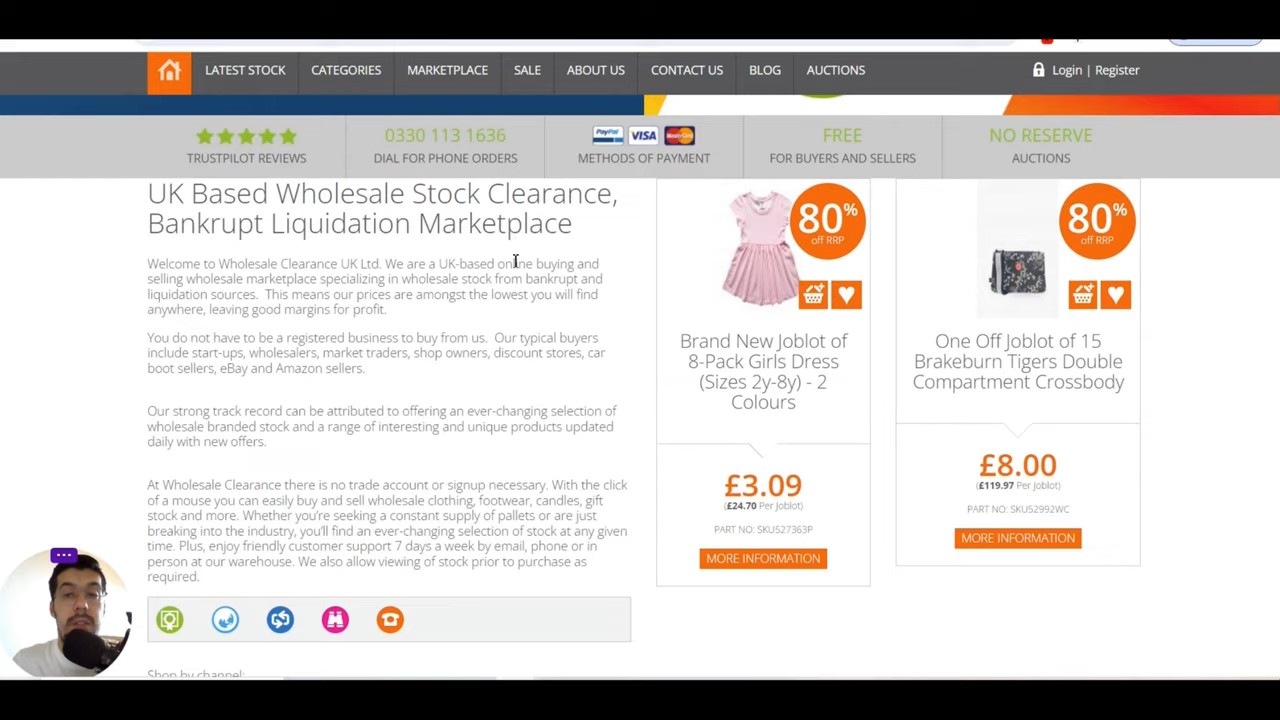 LATEST STOCK
CATEGORIES
MARKETPLACE
SALE
ABOUT US
CONTACT US
BLOG
AUCTIONS
Login | Register
TRUSTPILOT REVIEWS
0330 113 1636
DIAL FOR PHONE ORDERS
PayPal VISA MasterCard
METHODS OF PAYMENT
FREE
FOR BUYERS AND SELLERS
NO RESERVE
AUCTIONS
UK Based Wholesale Stock Clearance,
Bankrupt Liquidation Marketplace
Welcome to Wholesale Clearance UK Ltd. We are a UK-based online buying and
selling wholesale marketplace specializing in wholesale stock from bankrupt and
liquidation sources. This means our prices are amongst the lowest you will find
anywhere, leaving good margins for profit.
You do not have to be a registered business to buy from us. Our typical buyers
include start-ups, wholesalers, market traders, shop owners, discount stores, car
boot sellers, eBay and Amazon sellers.
Our strong track record can be attributed to offering an ever-changing selection of
wholesale branded stock and a range of interesting and unique products updated
daily with new offers.
At Wholesale Clearance there is no trade account or signup necessary. With the click
of a mouse you can easily buy and sell wholesale clothing, footwear, candles, gift
stock and more. Whether you're seeking a constant supply of pallets or are just
breaking into the industry, you'll find an ever-changing selection of stock at any given
time. Plus, enjoy friendly customer support 7 days a week by email, phone or in
person at our warehouse. We also allow viewing of stock prior to purchase as
required.
Shop by channel:
80%
off RRP
Brand New Joblot of
8-Pack Girls Dress
(Sizes 2y-8y) - 2
Colours
£3.09
(£24.70 Per Joblot)
PART NO: SKU527363P
MORE INFORMATION
80%
off RRP
One Off Joblot of 15
Brakeburn Tigers Double
Compartment Crossbody
£8.00
(£119.97 Per Joblot)
PART NO: SKU52992WC
MORE INFORMATION